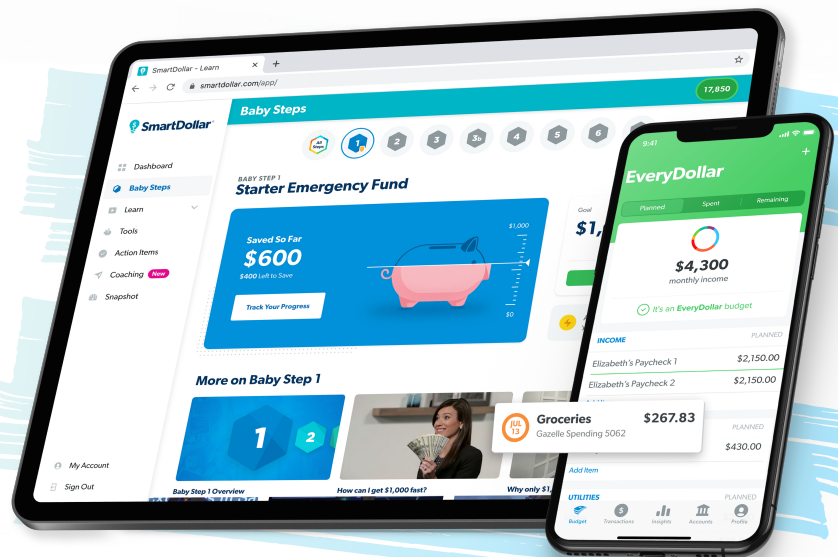 SmartDollar - Learn
smartdollar.com/app/
Baby Steps
17,850
SmartDollar
All Steps
1
2
3
3b
4
5
6
Dashboard
Baby Steps
Learn
Tools
Action Items
Coaching New
Snapshot
My Account
Sign Out
BABY STEP 1
Starter Emergency Fund
Saved So Far
$600
$400 Left to Save
Track Your Progress
$1,000
$0
Goal
$1,
More on Baby Step 1
1
2
Baby Step 1 Overview
How can I get $1,000 fast?
Why only $1,
9:41
EveryDollar
Planned
Spent
Remaining
$4,300
monthly income
It's an EveryDollar budget
INCOME
PLANNED
Elizabeth's Paycheck 1
$2,150.00
Elizabeth's Paycheck 2
$2,150.00
JUL
13
Groceries
$267.83
Gazelle Spending 5062
PLANNED
$430.00
Add Item
UTILITIES
PLANNED
Budget
Transactions
Insights
Accounts
Profile